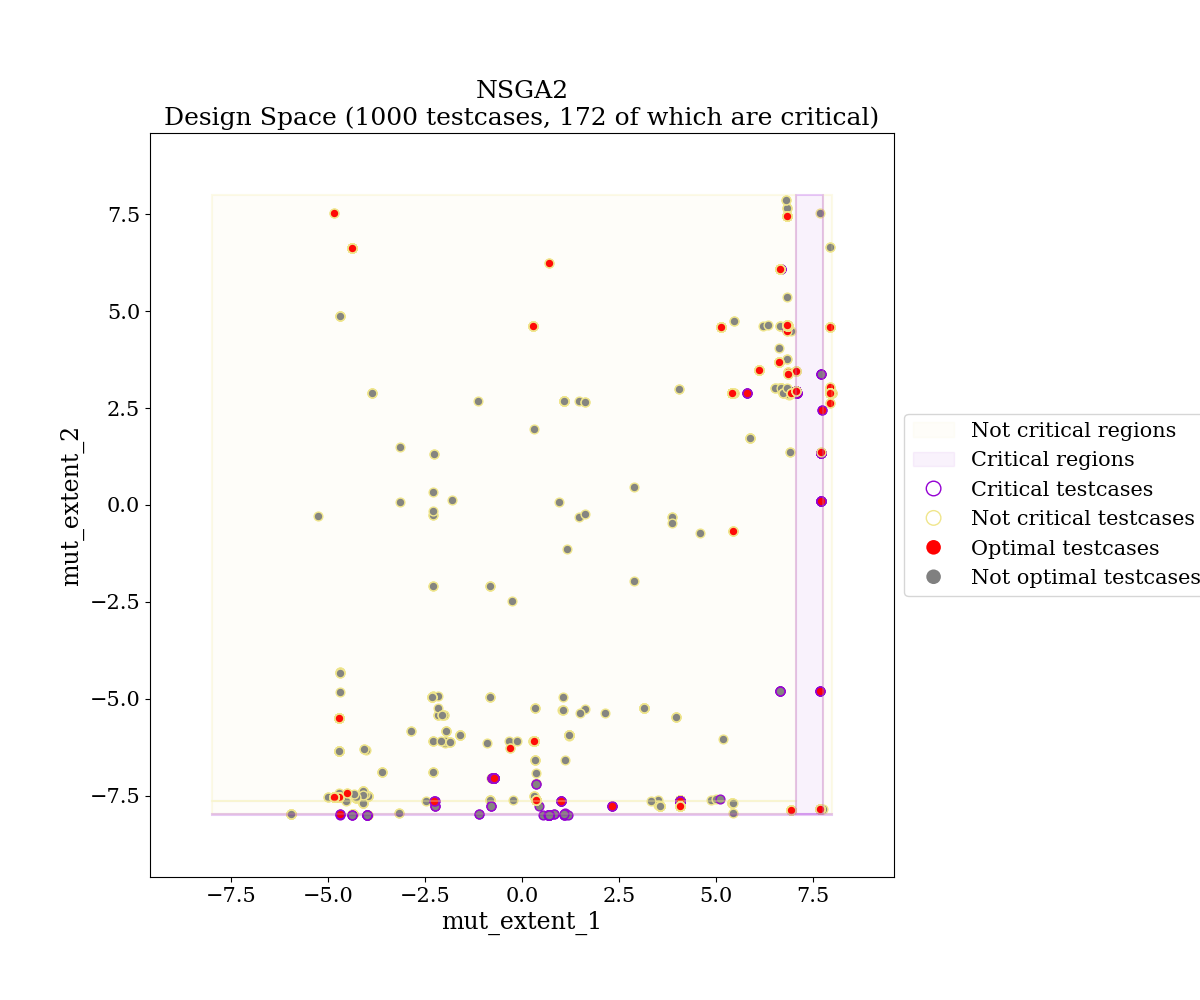 NSGA2
Design Space (1000 testcases, 172 of which are critical)
7.5
5.0
2.5
0.0
−2.5
−5.0
−7.5
mut_extent_2
−7.5
−5.0
−2.5
0.0
2.5
5.0
7.5
mut_extent_1
Not critical regions
Critical regions
Critical testcases
Not critical testcases
Optimal testcases
Not optimal testcases